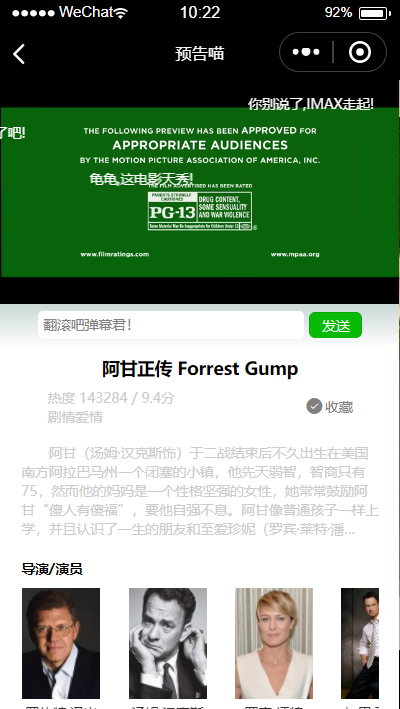 WeChat
10:22
92%
预告喵
你别说了,IMAX走起!
了吧!
THE FOLLOWING PREVIEW HAS BEEN APPROVED FOR
APPROPRIATE AUDIENCES
BY THE MOTION PICTURE ASSOCIATION OF AMERICA, INC.
龟龟,这电影天秀!
THE FILM ADVERTISED HAS BEEN RATED
PARENTS STRONGLY CAUTIONED
PG-13
DRUG CONTENT,
SOME SENSUALITY
AND WAR VIOLENCE
Some Material May Be Inappropriate for Children Under 13
www.filmratings.com
www.mpaa.org
翻滚吧弹幕君!
发送
阿甘正传 Forrest Gump
热度 143284 / 9.4分
剧情爱情
收藏
阿甘（汤姆·汉克斯饰）于二战结束后不久出生在美国
南方阿拉巴马州一个闭塞的小镇，他先天弱智，智商只有
75，然而他的妈妈是一个性格坚强的女性，她常常鼓励阿
甘“傻人有傻福”，要他自强不息。阿甘像普通孩子一样上
学，并且认识了一生的朋友和至爱珍妮（罗宾·莱特·潘...
导演/演员